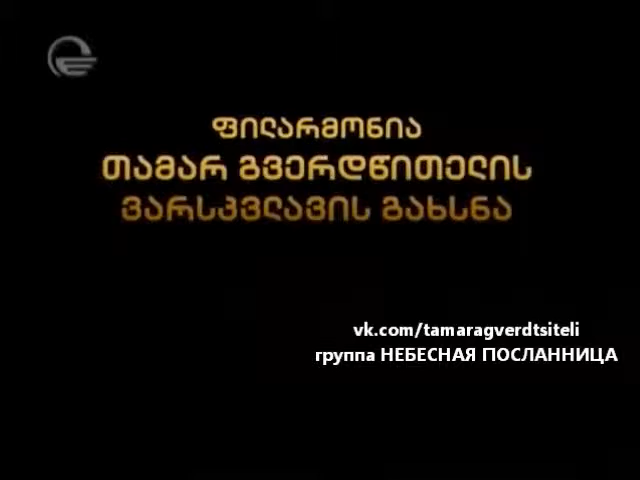 ფილარმონია
თამარ გვერდწითელის
ვარსკვლავის გახსნა
vk.com/tamaragverdtsiteli
группа НЕБЕСНАЯ ПОСЛАННИЦА